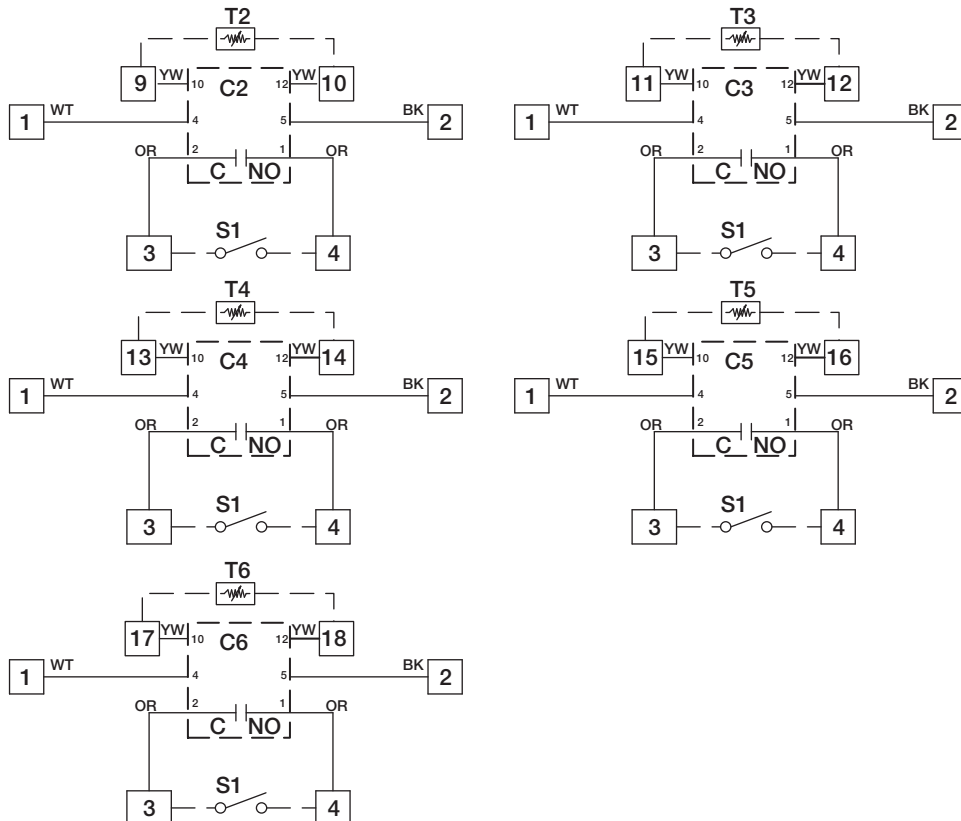 T2
9 YW 10 C2 12 YW 10
1 WT 4 5 BK 2
OR 2 1 OR
C NO
S1
3 4
T3
11 YW 10 C3 12 YW 12
1 WT 4 5 BK 2
OR 2 1 OR
C NO
S1
3 4
T4
13 YW 10 C4 12 YW 14
1 WT 4 5 BK 2
OR 2 1 OR
C NO
S1
3 4
T5
15 YW 10 C5 12 YW 16
1 WT 4 5 BK 2
OR 2 1 OR
C NO
S1
3 4
T6
17 YW 10 C6 12 YW 18
1 WT 4 5 BK 2
OR 2 1 OR
C NO
S1
3 4